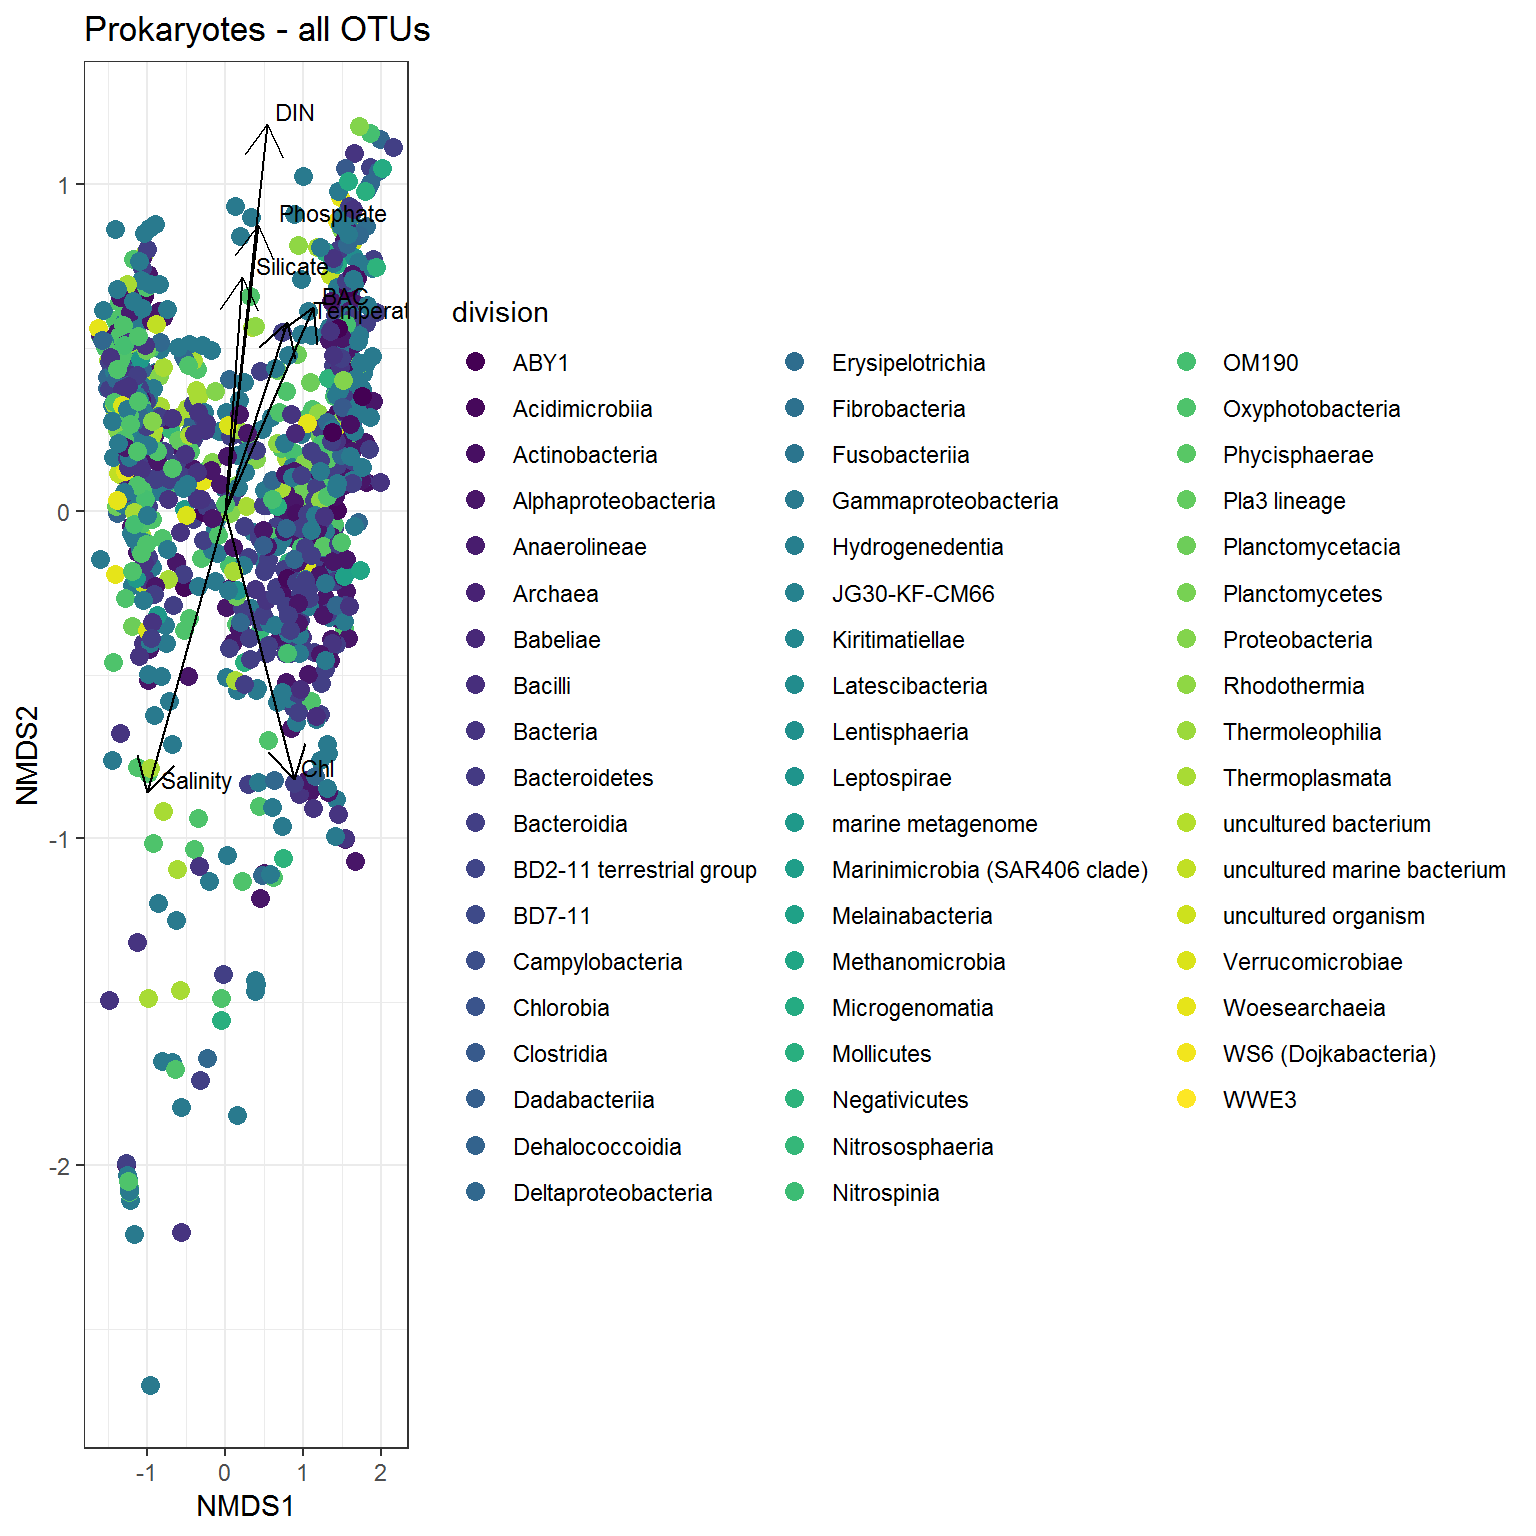 Prokaryotes - all OTUs
DIN
Phosphate
Silicate
BAC
Temperat
Salinity
Chl
1
0
-1
-2
NMDS2
-1 0 1 2
NMDS1
division
ABY1
Acidimicrobiia
Actinobacteria
Alphaproteobacteria
Anaerolineae
Archaea
Babeliae
Bacilli
Bacteria
Bacteroidetes
Bacteroidia
BD2-11 terrestrial group
BD7-11
Campylobacteria
Chlorobia
Clostridia
Dadabacteriia
Dehalococcoidia
Deltaproteobacteria
Erysipelotrichia
Fibrobacteria
Fusobacteriia
Gammaproteobacteria
Hydrogenedentia
JG30-KF-CM66
Kiritimatiellae
Latescibacteria
Lentisphaeria
Leptospirae
marine metagenome
Marinimicrobia (SAR406 clade)
Melainabacteria
Methanomicrobia
Microgenomatia
Mollicutes
Negativicutes
Nitrososphaeria
Nitrospinia
OM190
Oxyphotobacteria
Phycisphaerae
Pla3 lineage
Planctomycetacia
Planctomycetes
Proteobacteria
Rhodothermia
Thermoleophilia
Thermoplasmata
uncultured bacterium
uncultured marine bacterium
uncultured organism
Verrucomicrobiae
Woesearchaeia
WS6 (Dojkabacteria)
WWE3